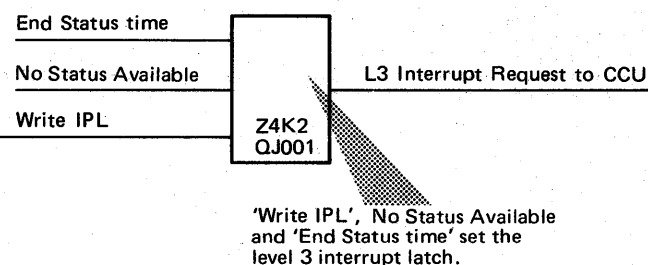 End Status time
No Status Available
L3 Interrupt Request to CCU
Write IPL
Z4K2
QJ001
'Write IPL', No Status Available
and 'End Status time' set the
level 3 interrupt latch.